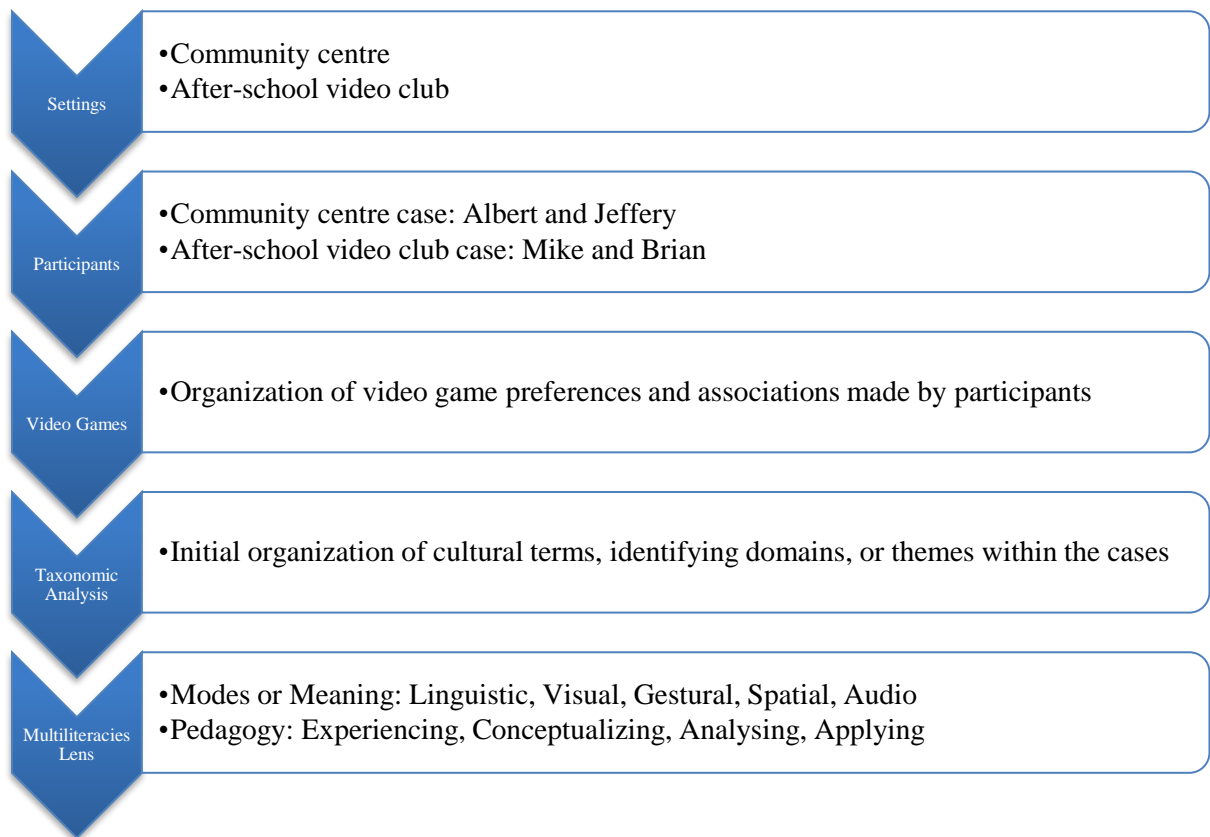 Settings
•Community centre
•After-school video club
Participants
•Community centre case: Albert and Jeffery
•After-school video club case: Mike and Brian
Video Games
•Organization of video game preferences and associations made by participants
Taxonomic
Analysis
•Initial organization of cultural terms, identifying domains, or themes within the cases
Multiliteracies
Lens
•Modes or Meaning: Linguistic, Visual, Gestural, Spatial, Audio
•Pedagogy: Experiencing, Conceptualizing, Analysing, Applying